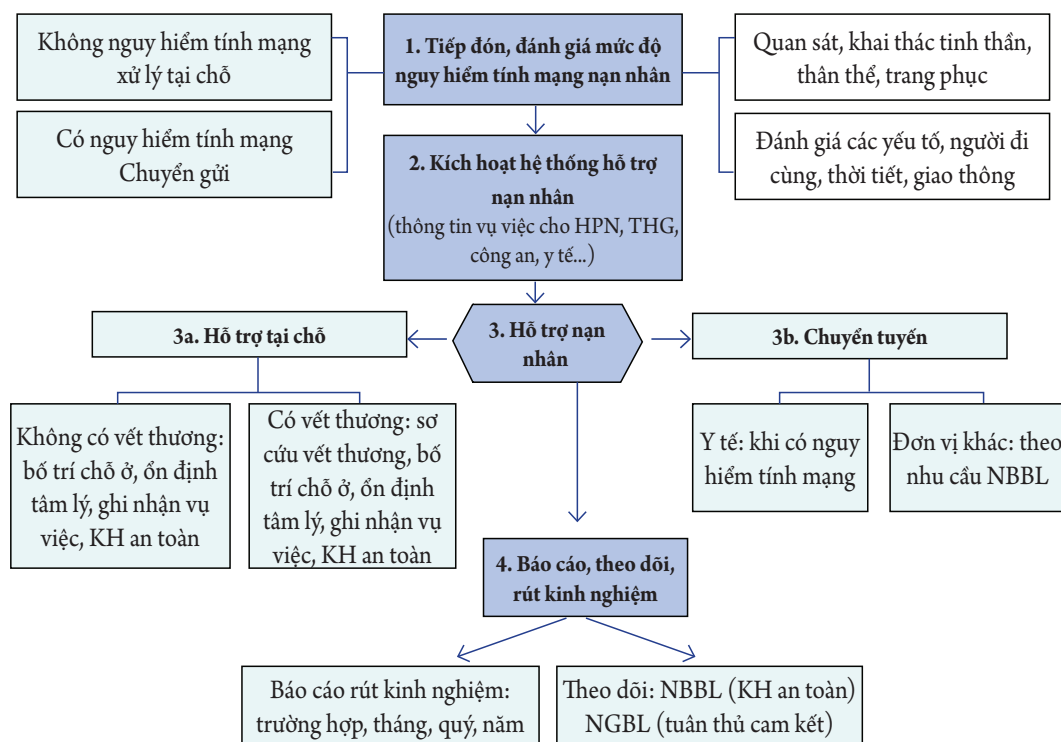 Không nguy hiểm tính mạng
xử lý tại chỗ
Có nguy hiểm tính mạng
Chuyển gửi
1. Tiếp đón, đánh giá mức độ
nguy hiểm tính mạng nạn nhân
Quan sát, khai thác tinh thần,
thân thể, trang phục
Đánh giá các yếu tố, người đi
cùng, thời tiết, giao thông
2. Kích hoạt hệ thống hỗ trợ
nạn nhân
(thông tin vụ việc cho HPN, THG,
công an, y tế...)
3a. Hỗ trợ tại chỗ
3. Hỗ trợ nạn
nhân
3b. Chuyển tuyến
Không có vết thương:
bố trí chỗ ở, ổn định
tâm lý, ghi nhận vụ
việc, KH an toàn
Có vết thương: sơ
cứu vết thương, bố
trí chỗ ở, ổn định
tâm lý, ghi nhận vụ
việc, KH an toàn
Y tế: khi có nguy
hiểm tính mạng
Đơn vị khác: theo
nhu cầu NBBL
4. Báo cáo, theo dõi,
rút kinh nghiệm
Báo cáo rút kinh nghiệm:
trường hợp, tháng, quý, năm
Theo dõi: NBBL (KH an toàn)
NGBL (tuân thủ cam kết)